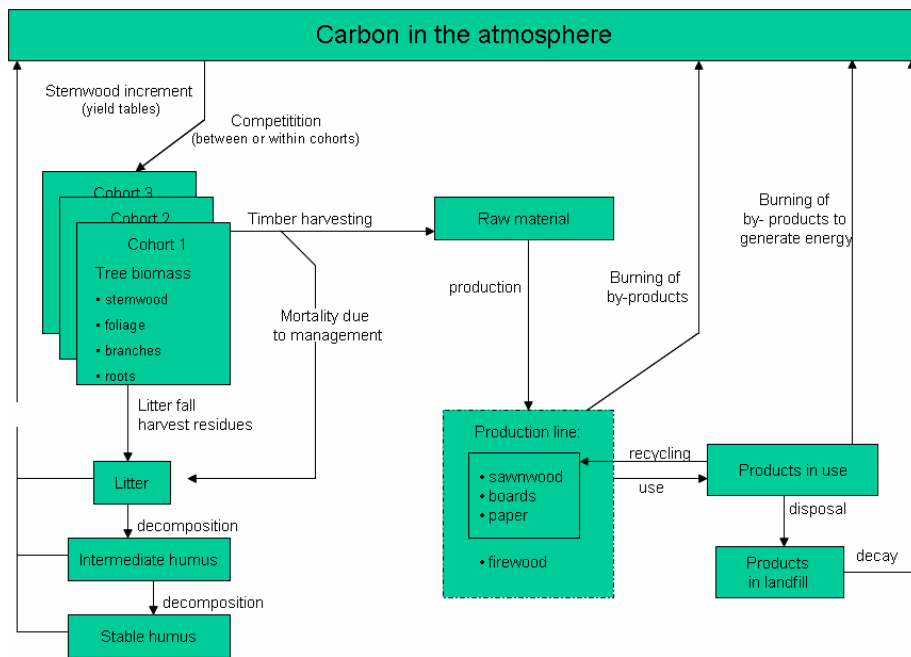 Carbon in the atmosphere
Stemwood increment
(yield tables)
Competitition
(between or within cohorts)
Cohort 3
Cohort 2
Cohort 1
Tree biomass
▪ stemwood
▪ foliage
▪ branches
▪ roots
Timber harvesting
Raw material
Mortality due
to management
production
Burning of
by-products
Burning of
by- products to
generate energy
Litter fall
harvest residues
Litter
decomposition
Intermediate humus
decomposition
Stable humus
Production line:
• sawnwood
• boards
• paper
• firewood
recycling
use
Products in use
disposal
Products
in landfill
decay